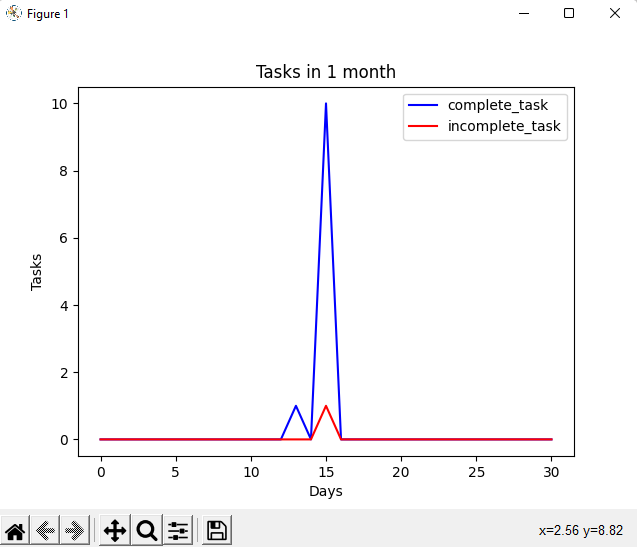 Figure 1
Tasks in 1 month
complete_task
incomplete_task
10
8
6
4
2
0
Tasks
0 5 10 15 20 25 30
Days
x=2.56 y=8.82